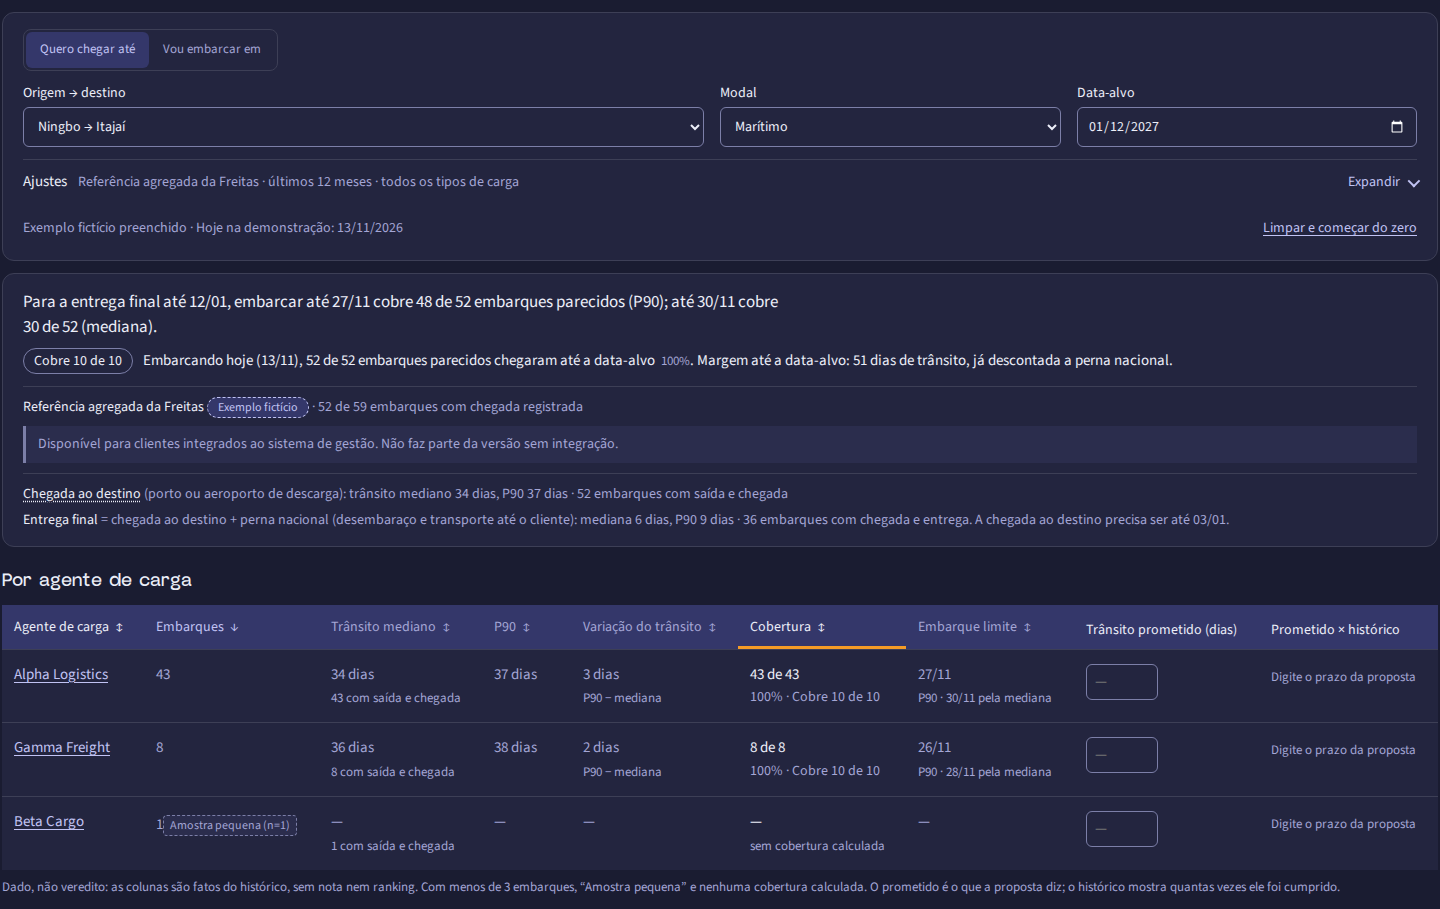 Quero chegar até Vou embarcar em
Origem → destino Modal Data-alvo
Ningbo → Itajaí Marítimo 01/12/2027
Ajustes Referência agregada da Freitas · últimos 12 meses · todos os tipos de carga Expandir
Exemplo fictício preenchido · Hoje na demonstração: 13/11/2026 Limpar e começar do zero
Para a entrega final até 12/01, embarcar até 27/11 cobre 48 de 52 embarques parecidos (P90); até 30/11 cobre
30 de 52 (mediana).
Cobre 10 de 10 Embarcando hoje (13/11), 52 de 52 embarques parecidos chegaram até a data-alvo 100%. Margem até a data-alvo: 51 dias de trânsito, já descontada a perna nacional.
Referência agregada da Freitas Exemplo fictício · 52 de 59 embarques com chegada registrada
Disponível para clientes integrados ao sistema de gestão. Não faz parte da versão sem integração.
Chegada ao destino (porto ou aeroporto de descarga): trânsito mediano 34 dias, P90 37 dias · 52 embarques com saída e chegada
Entrega final = chegada ao destino + perna nacional (desembaraço e transporte até o cliente): mediana 6 dias, P90 9 dias · 36 embarques com chegada e entrega. A chegada ao destino precisa ser até 03/01.
Por agente de carga
Agente de carga ↕ Embarques ↓ Trânsito mediano ↕ P90 ↕ Variação do trânsito ↕ Cobertura ↕ Embarque limite ↕ Trânsito prometido (dias) Prometido × histórico
Alpha Logistics 43 34 dias 37 dias 3 dias 43 de 43 27/11 — Digite o prazo da proposta
43 com saída e chegada P90 − mediana 100% · Cobre 10 de 10 P90 · 30/11 pela mediana
Gamma Freight 8 36 dias 38 dias 2 dias 8 de 8 26/11 — Digite o prazo da proposta
8 com saída e chegada P90 − mediana 100% · Cobre 10 de 10 P90 · 28/11 pela mediana
Beta Cargo 1 Amostra pequena (n=1) — — — — — — Digite o prazo da proposta
1 com saída e chegada sem cobertura calculada
Dado, não veredito: as colunas são fatos do histórico, sem nota nem ranking. Com menos de 3 embarques, “Amostra pequena” e nenhuma cobertura calculada. O prometido é o que a proposta diz; o histórico mostra quantas vezes ele foi cumprido.